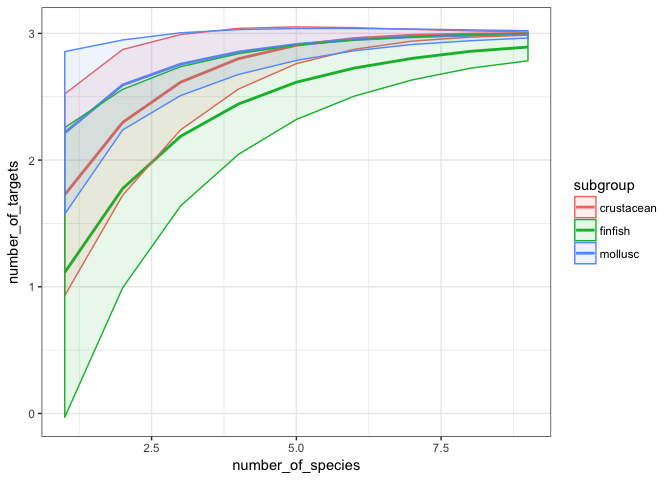 3
2
1
0
number_of_targets
2.5
5.0
7.5
number_of_species
subgroup
crustacean
finfish
mollusc